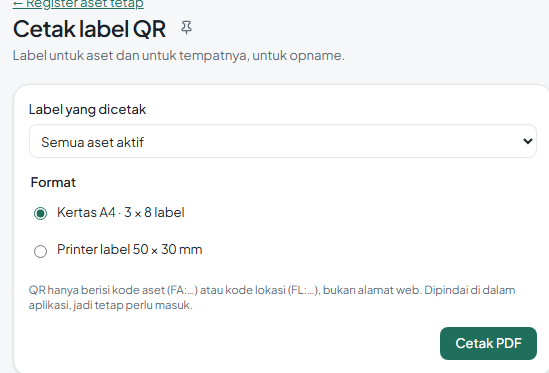 ← Register aset tetap
Cetak label QR
Label untuk aset dan untuk tempatnya, untuk opname.
Label yang dicetak
Semua aset aktif
Format
Kertas A4 · 3 × 8 label
Printer label 50 × 30 mm
QR hanya berisi kode aset (FA:...) atau kode lokasi (FL:...), bukan alamat web. Dipindai di dalam
aplikasi, jadi tetap perlu masuk.
Cetak PDF